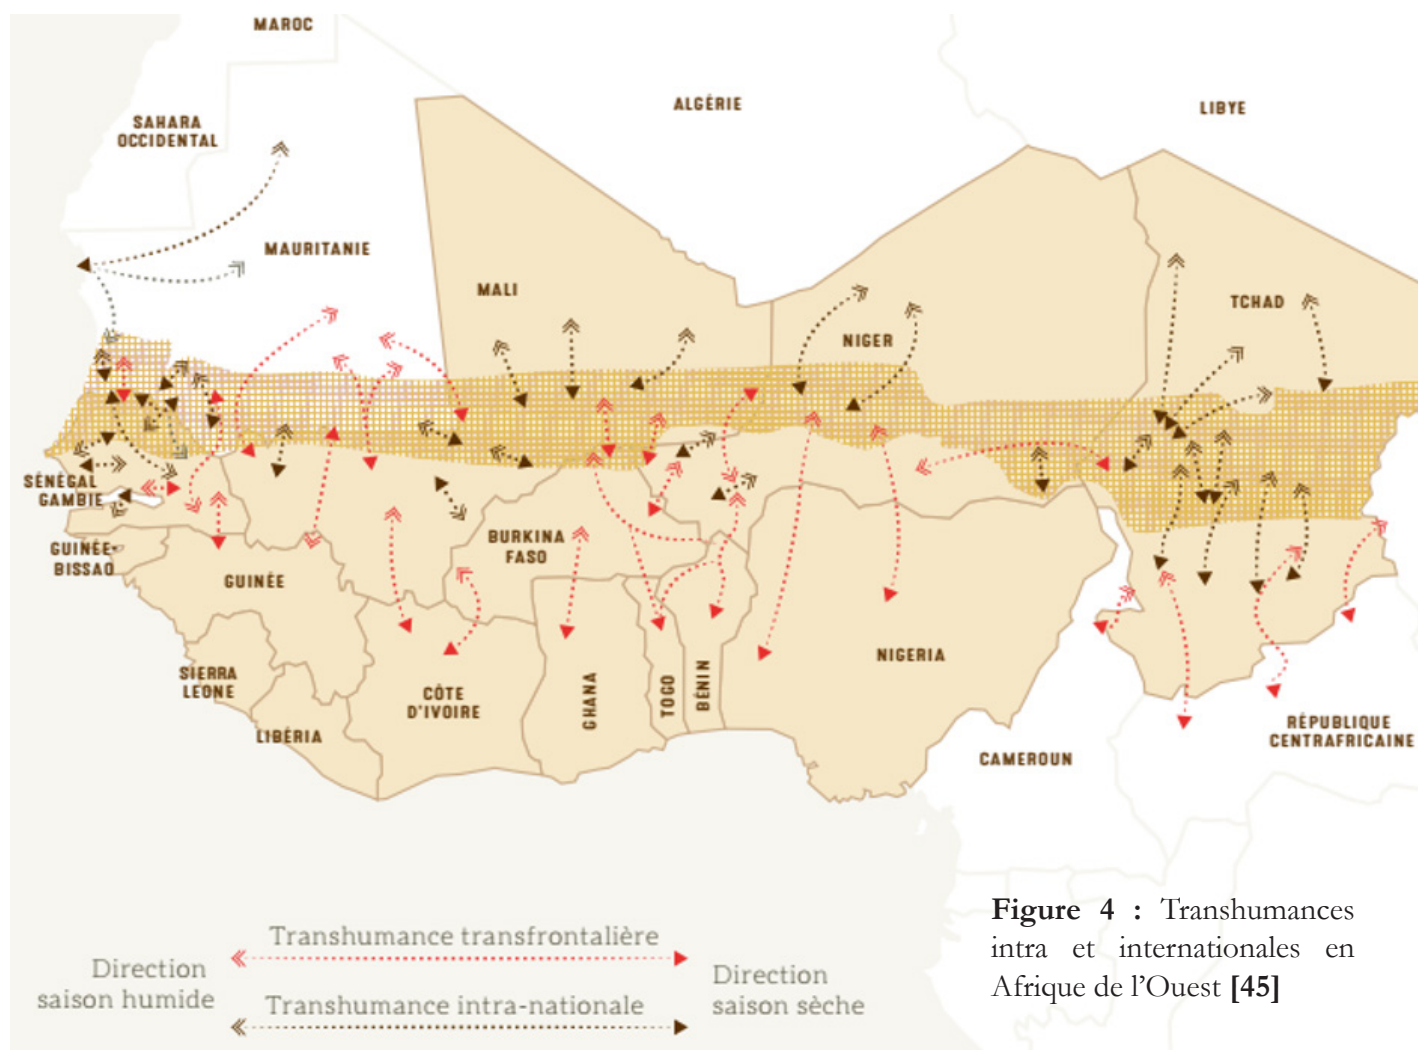 MAROC
ALGÉRIE
LIBYE
SAHARA
OCCIDENTAL
MAURITANIE
MALI
NIGER
TCHAD
SÉNÉGAL
GAMBIE
GUINÉE-
BISSAO
GUINÉE
BURKINA
FASO
SIERRA
LEONE
LIBÉRIA
CÔTE
D'IVOIRE
GHANA
TOGO
BÉNIN
NIGERIA
CAMEROUN
RÉPUBLIQUE
CENTRAFRICAINE
Transhumance transfrontalière
Direction
saison humide
Direction
saison sèche
Transhumance intra-nationale
Figure 4 : Transhumances
intra et internationales en
Afrique de l'Ouest [45]